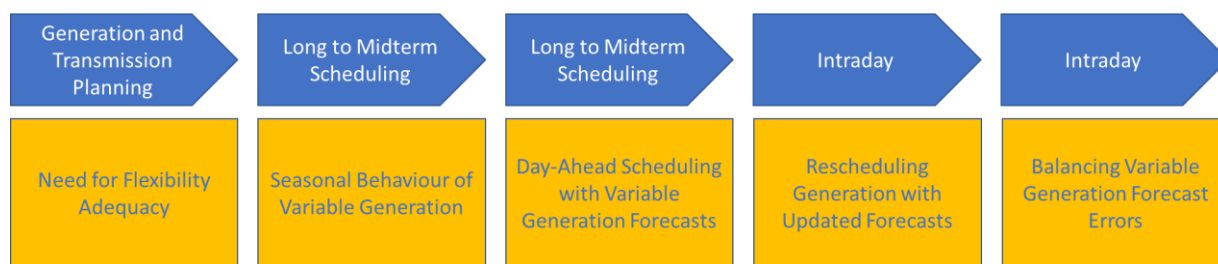 Generation and
Transmission
Planning
Long to Midterm
Scheduling
Long to Midterm
Scheduling
Intraday
Intraday
Need for Flexibility
Adequacy
Seasonal Behaviour of
Variable Generation
Day-Ahead Scheduling
with Variable
Generation Forecasts
Rescheduling
Generation with
Updated Forecasts
Balancing Variable
Generation Forecast
Errors